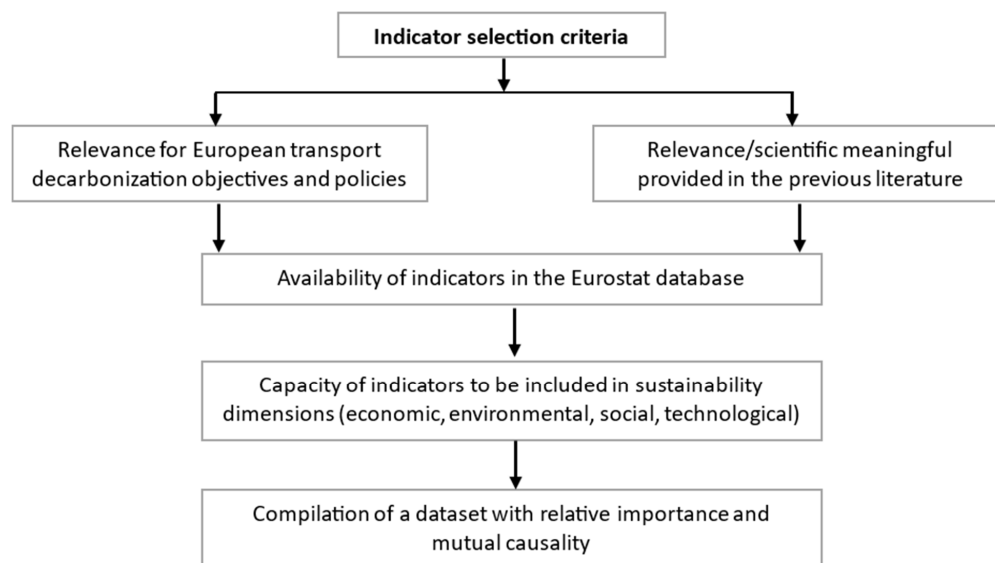 Indicator selection criteria
Relevance for European transport
decarbonization objectives and policies
Relevance/scientific meaningful
provided in the previous literature
Availability of indicators in the Eurostat database
Capacity of indicators to be included in sustainability
dimensions (economic, environmental, social, technological)
Compilation of a dataset with relative importance and
mutual causality